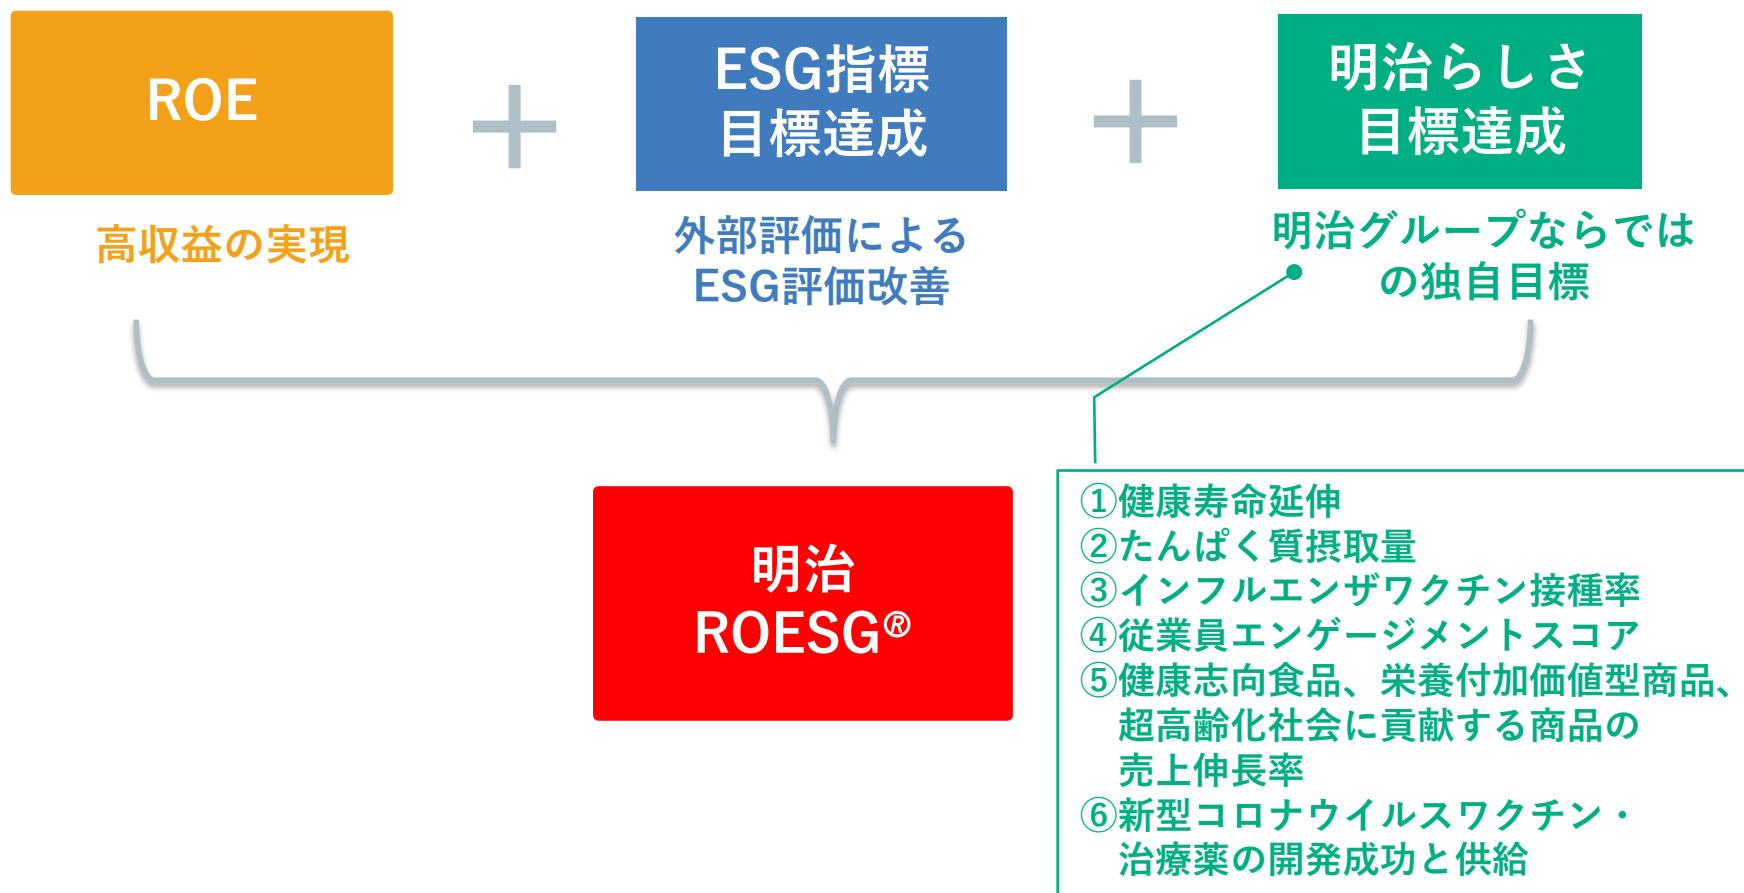 ROE
高収益の実現
ESG指標
目標達成
外部評価による
ESG評価改善
明治らしさ
目標達成
明治グループならでは
の独自目標
明治
ROESG®
①健康寿命延伸
②たんぱく質摂取量
③インフルエンザワクチン接種率
④従業員エンゲージメントスコア
⑤健康志向食品、栄養付加価値型商品、
超高齢化社会に貢献する商品の
売上伸長率
⑥新型コロナウイルスワクチン・
治療薬の開発成功と供給